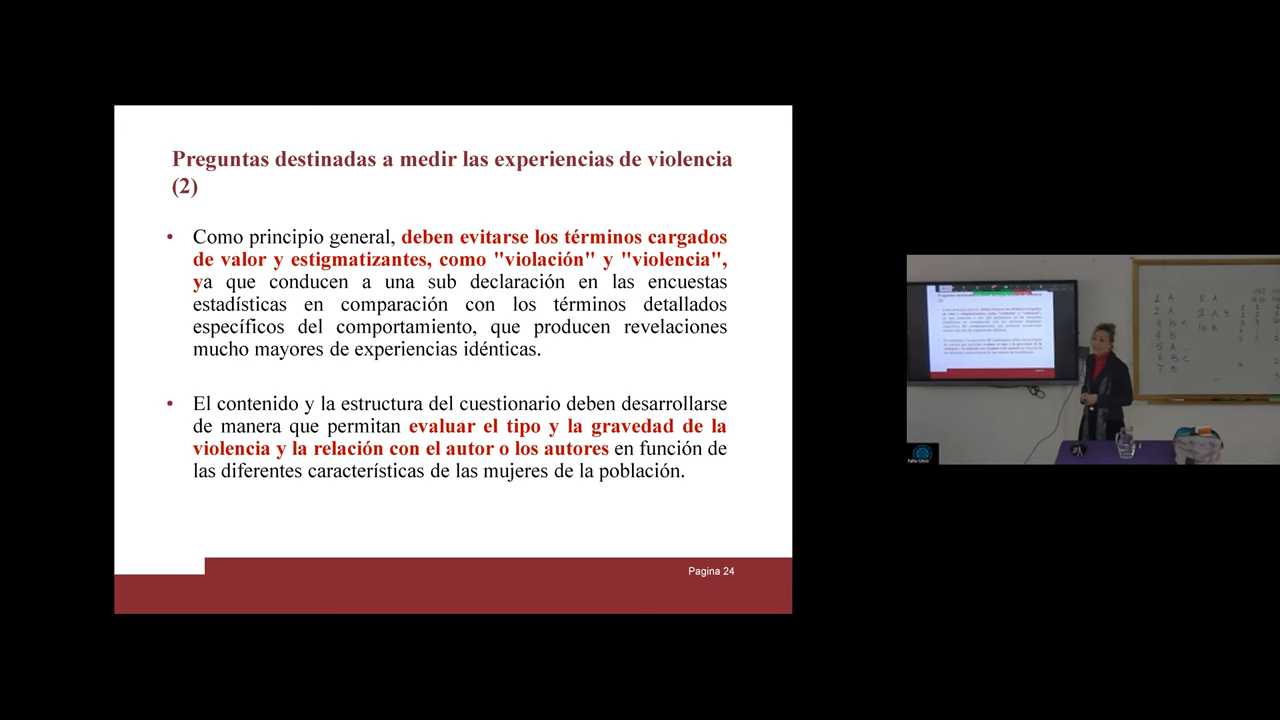 Preguntas destinadas a medir las experiencias de violencia
(2)
• Como principio general, deben evitarse los términos cargados
de valor y estigmatizantes, como "violación" y "violencia",
ya que conducen a una sub declaración en las encuestas
estadísticas en comparación con los términos detallados
específicos del comportamiento, que producen revelaciones
mucho mayores de experiencias idénticas.
• El contenido y la estructura del cuestionario deben desarrollarse
de manera que permitan evaluar el tipo y la gravedad de la
violencia y la relación con el autor o los autores en función de
las diferentes características de las mujeres de la población.
Pagina 24